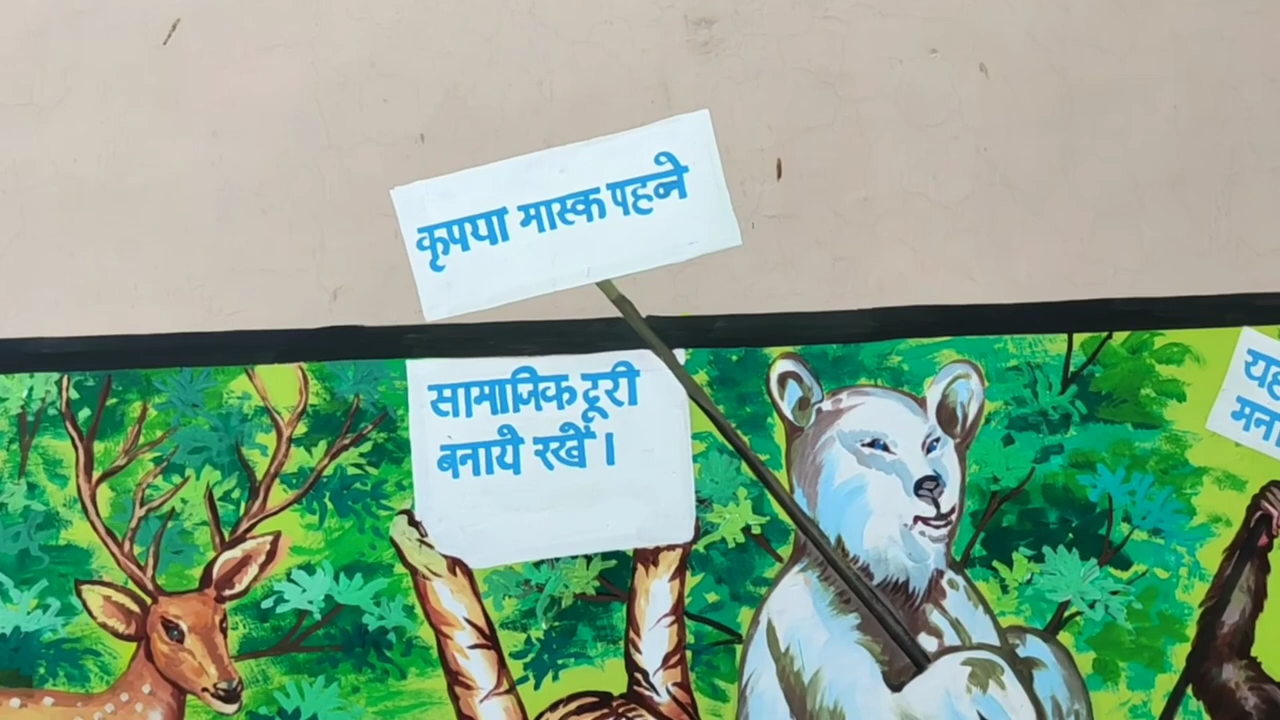 कृपया मास्क पहने
सामाजिक दूरी
बनाये रखें।